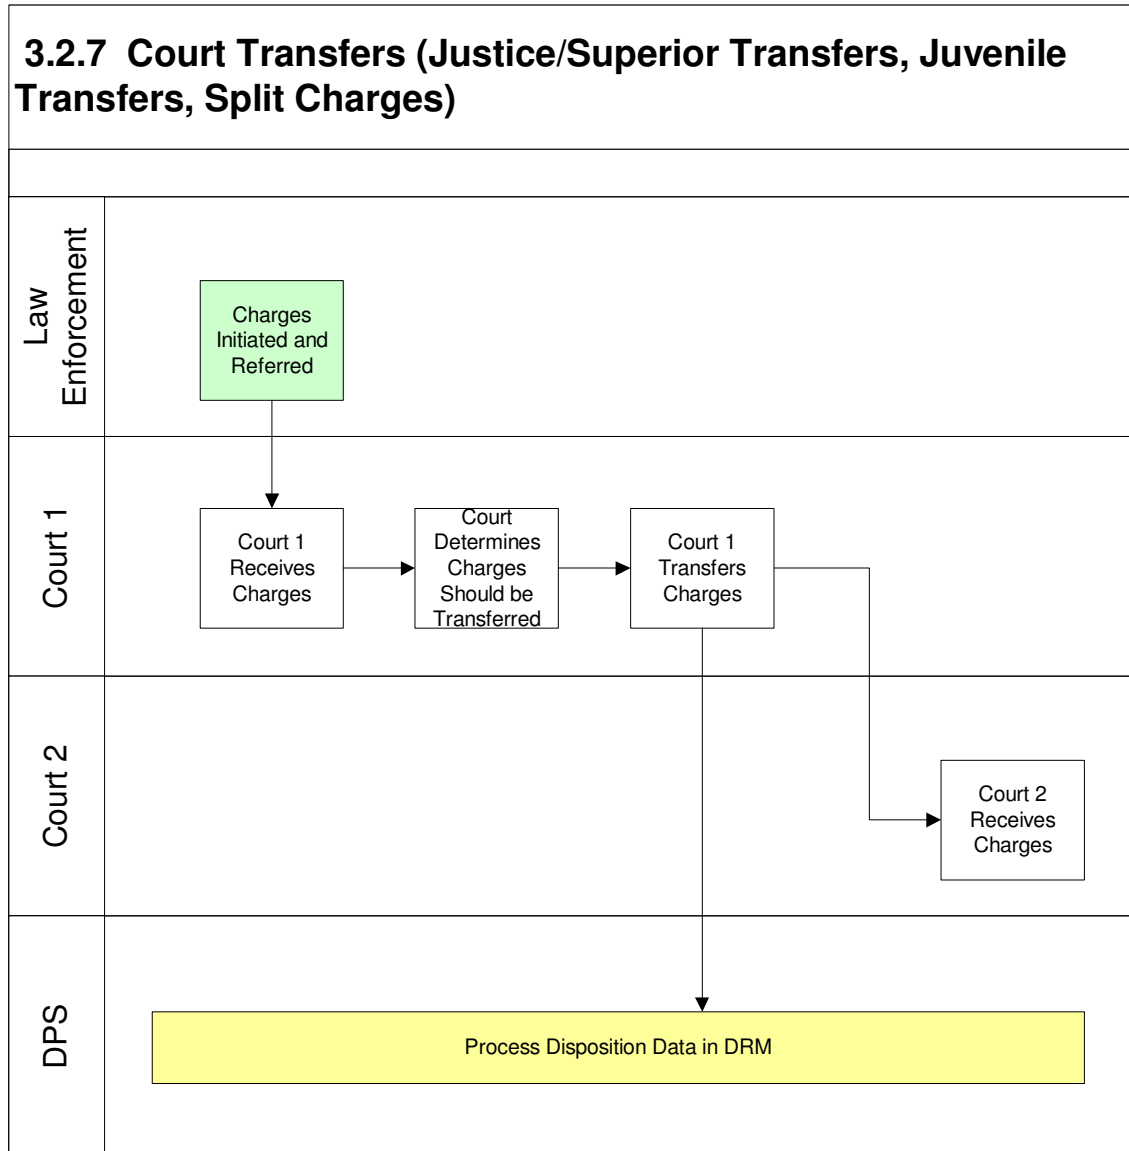 3.2.7 Court Transfers (Justice/Superior Transfers, Juvenile
Transfers, Split Charges)
Law
Enforcement
Charges
Initiated and
Referred
Court 1
Court 1
Receives
Charges
Court
Determines
Charges
Should be
Transferred
Court 1
Transfers
Charges
Court 2
Court 2
Receives
Charges
DPS
Process Disposition Data in DRM